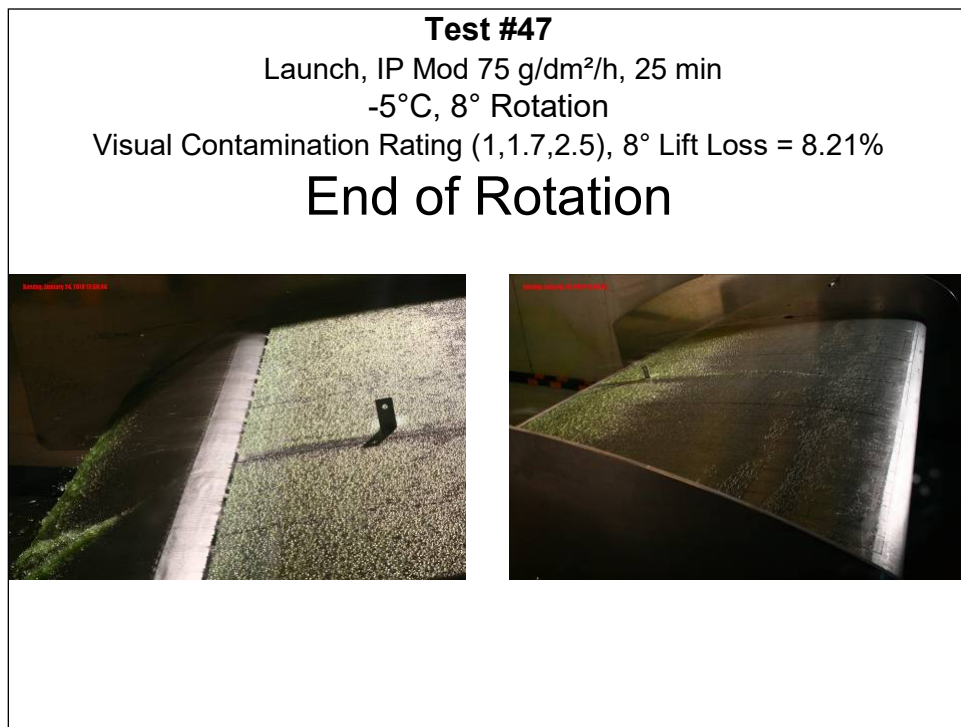 Test #47
Launch, IP Mod 75 g/dm²/h, 25 min
-5°C, 8° Rotation
Visual Contamination Rating (1,1.7,2.5), 8° Lift Loss = 8.21%
End of Rotation